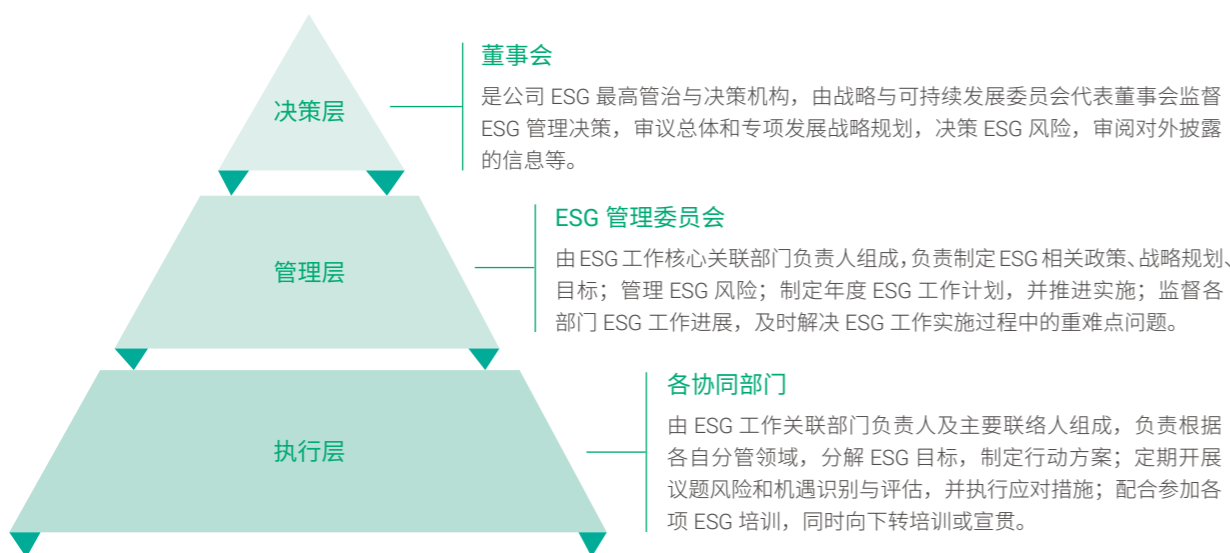 决策层
董事会
是公司 ESG 最高管治与决策机构，由战略与可持续发展委员会代表董事会监督
ESG 管理决策，审议总体和专项发展战略规划，决策 ESG 风险，审阅对外披露
的信息等。
管理层
ESG 管理委员会
由 ESG 工作核心关联部门负责人组成，负责制定 ESG 相关政策、战略规划、
目标；管理 ESG 风险；制定年度 ESG 工作计划，并推进实施；监督各
部门 ESG 工作进展，及时解决 ESG 工作实施过程中的重难点问题。
执行层
各协同部门
由 ESG 工作关联部门负责人及主要联络人组成，负责根据
各自分管领域，分解 ESG 目标，制定行动方案；定期开展
议题风险和机遇识别与评估，并执行应对措施；配合参加各
项 ESG 培训，同时向下转培训或宣贯。